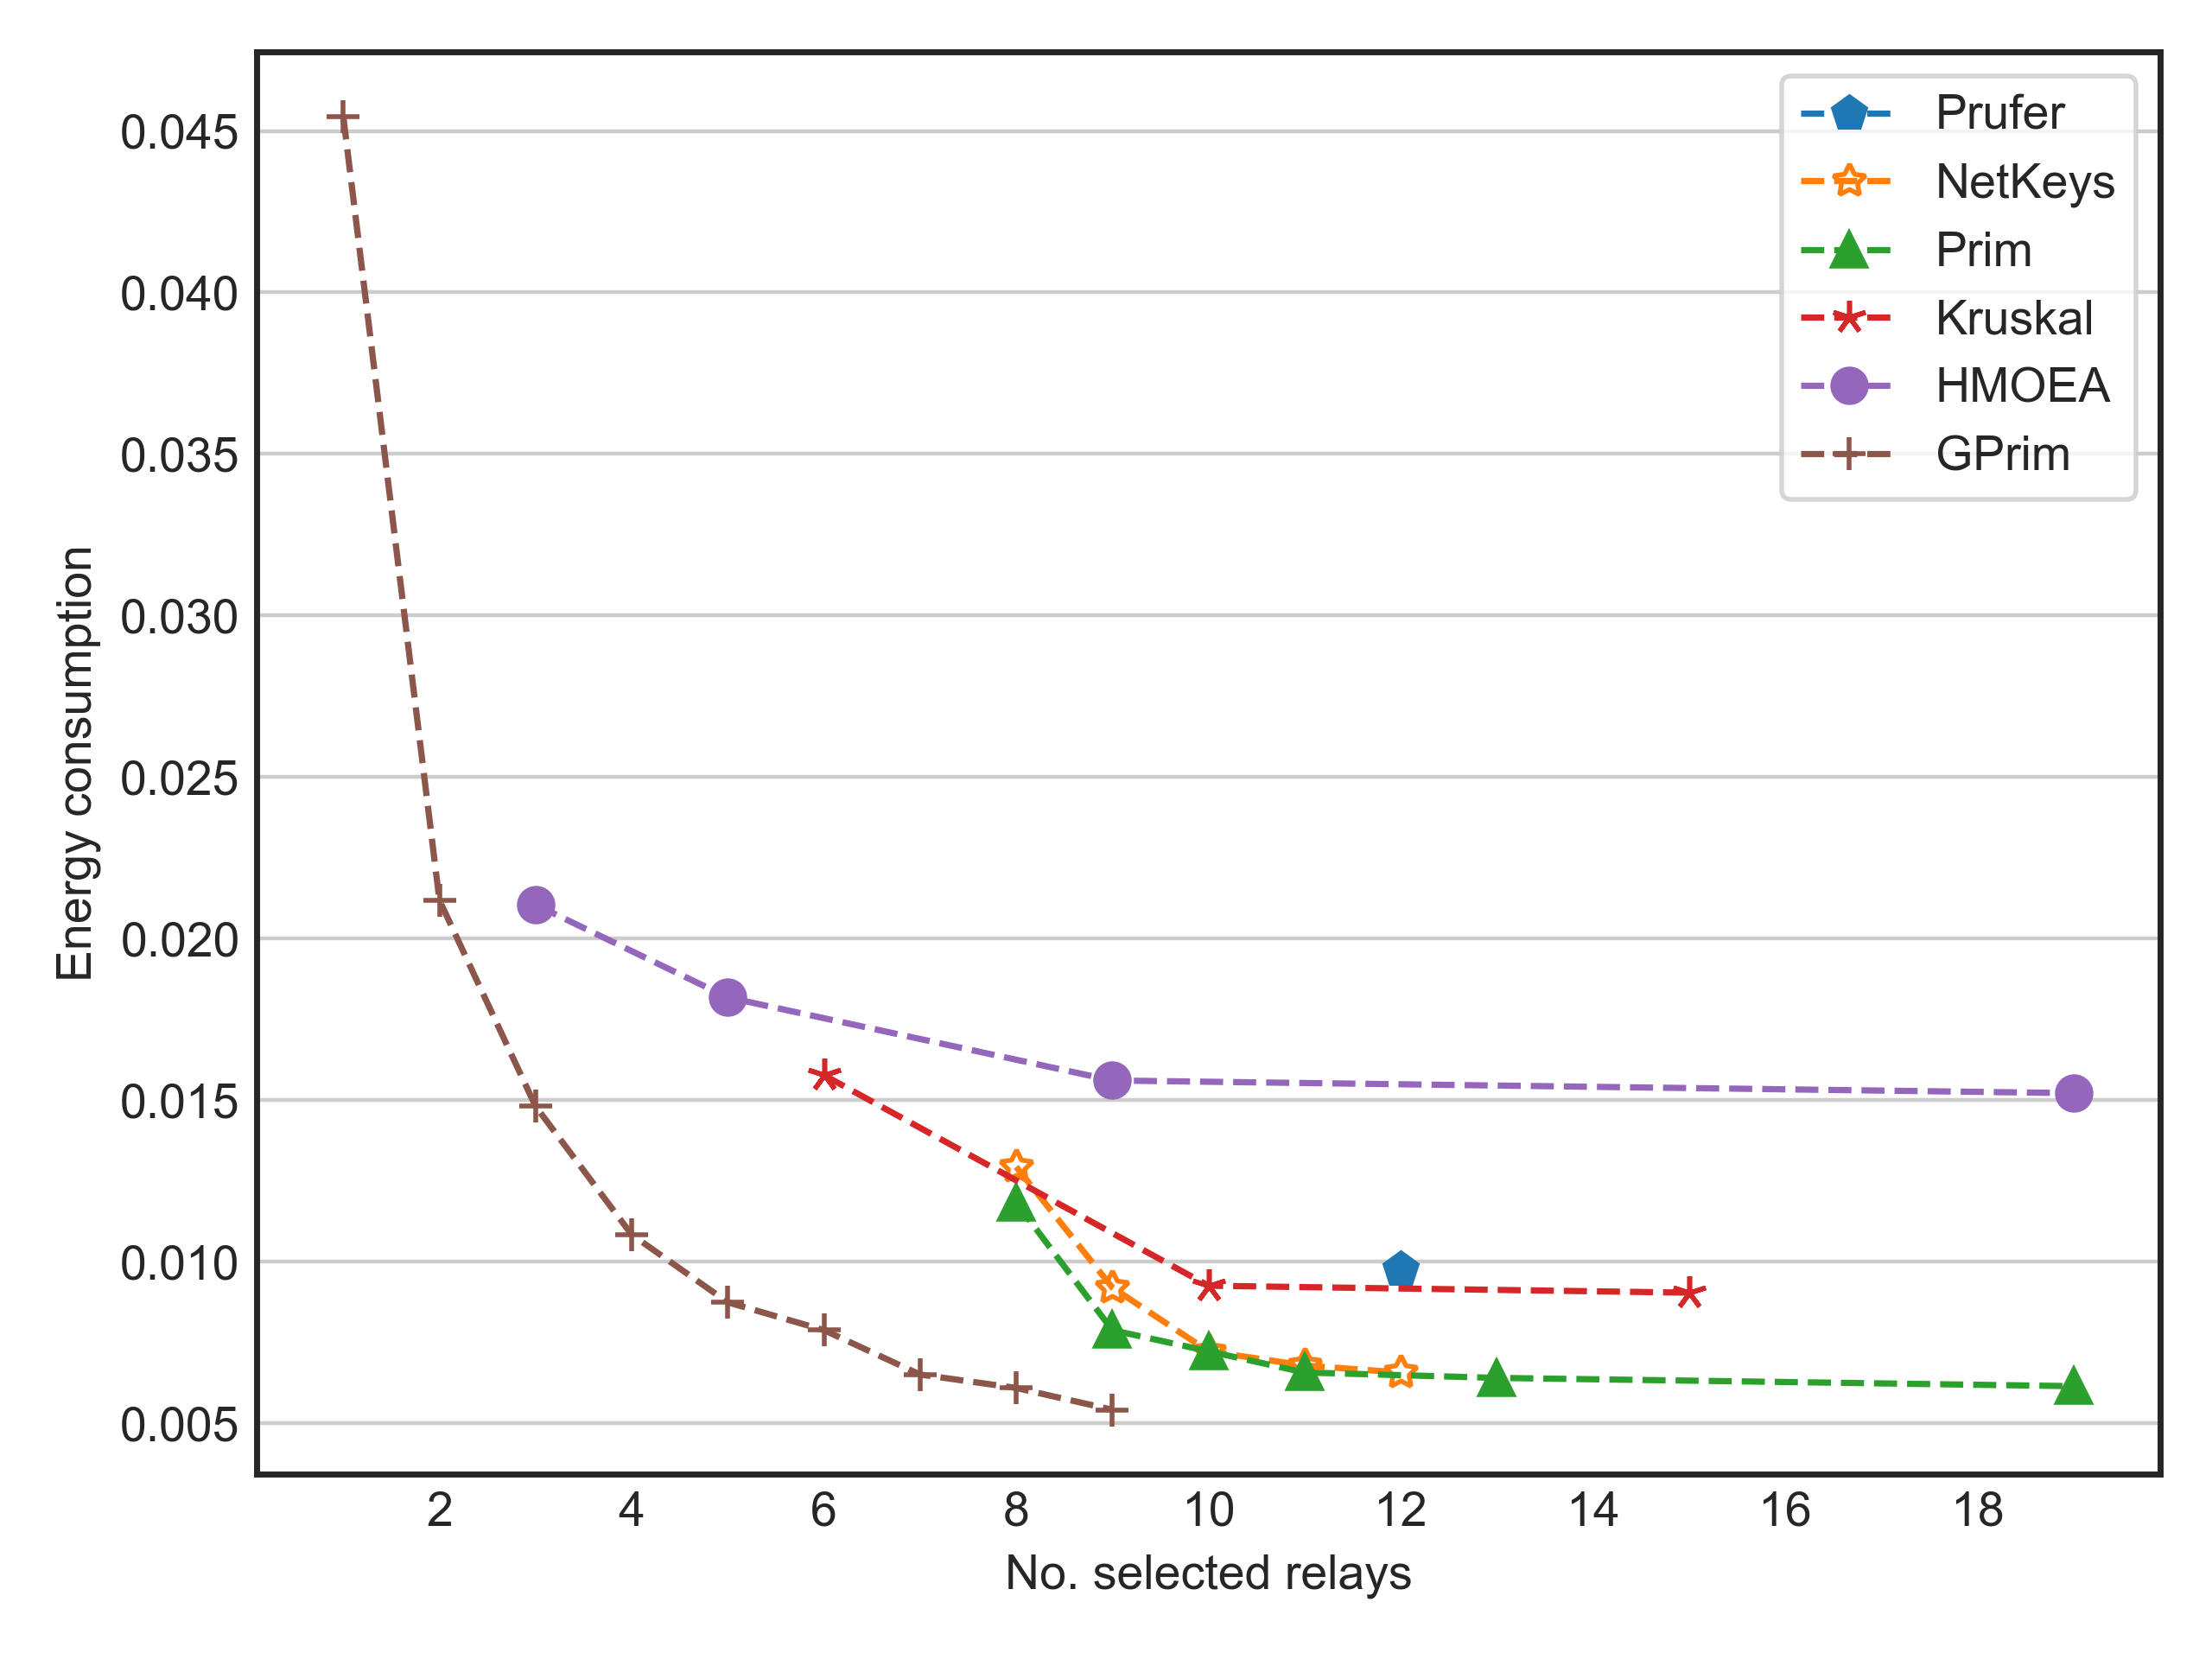 Prufer
NetKeys
Prim
Kruskal
HMOEA
GPrim
0.045
0.040
0.035
0.030
0.025
0.020
0.015
0.010
0.005
Energy consumption
2 4 6 8 10 12 14 16 18
No. selected relays